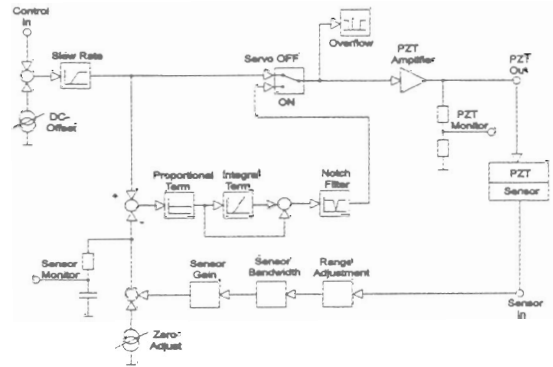 Control
In
Slew Rate
DC-
Offset
Servo OFF
ON
Overflow
PZT
Amplifier
PZT
Out
PZT
Monitor
PZT
Sensor
Proportional
Term
Integral
Term
Notch
Filter
+
-
Sensor
Monitor
Sensor
Gain
Sensor
Bandwidth
Range
Adjustment
Sensor
In
Zero-
Adjust